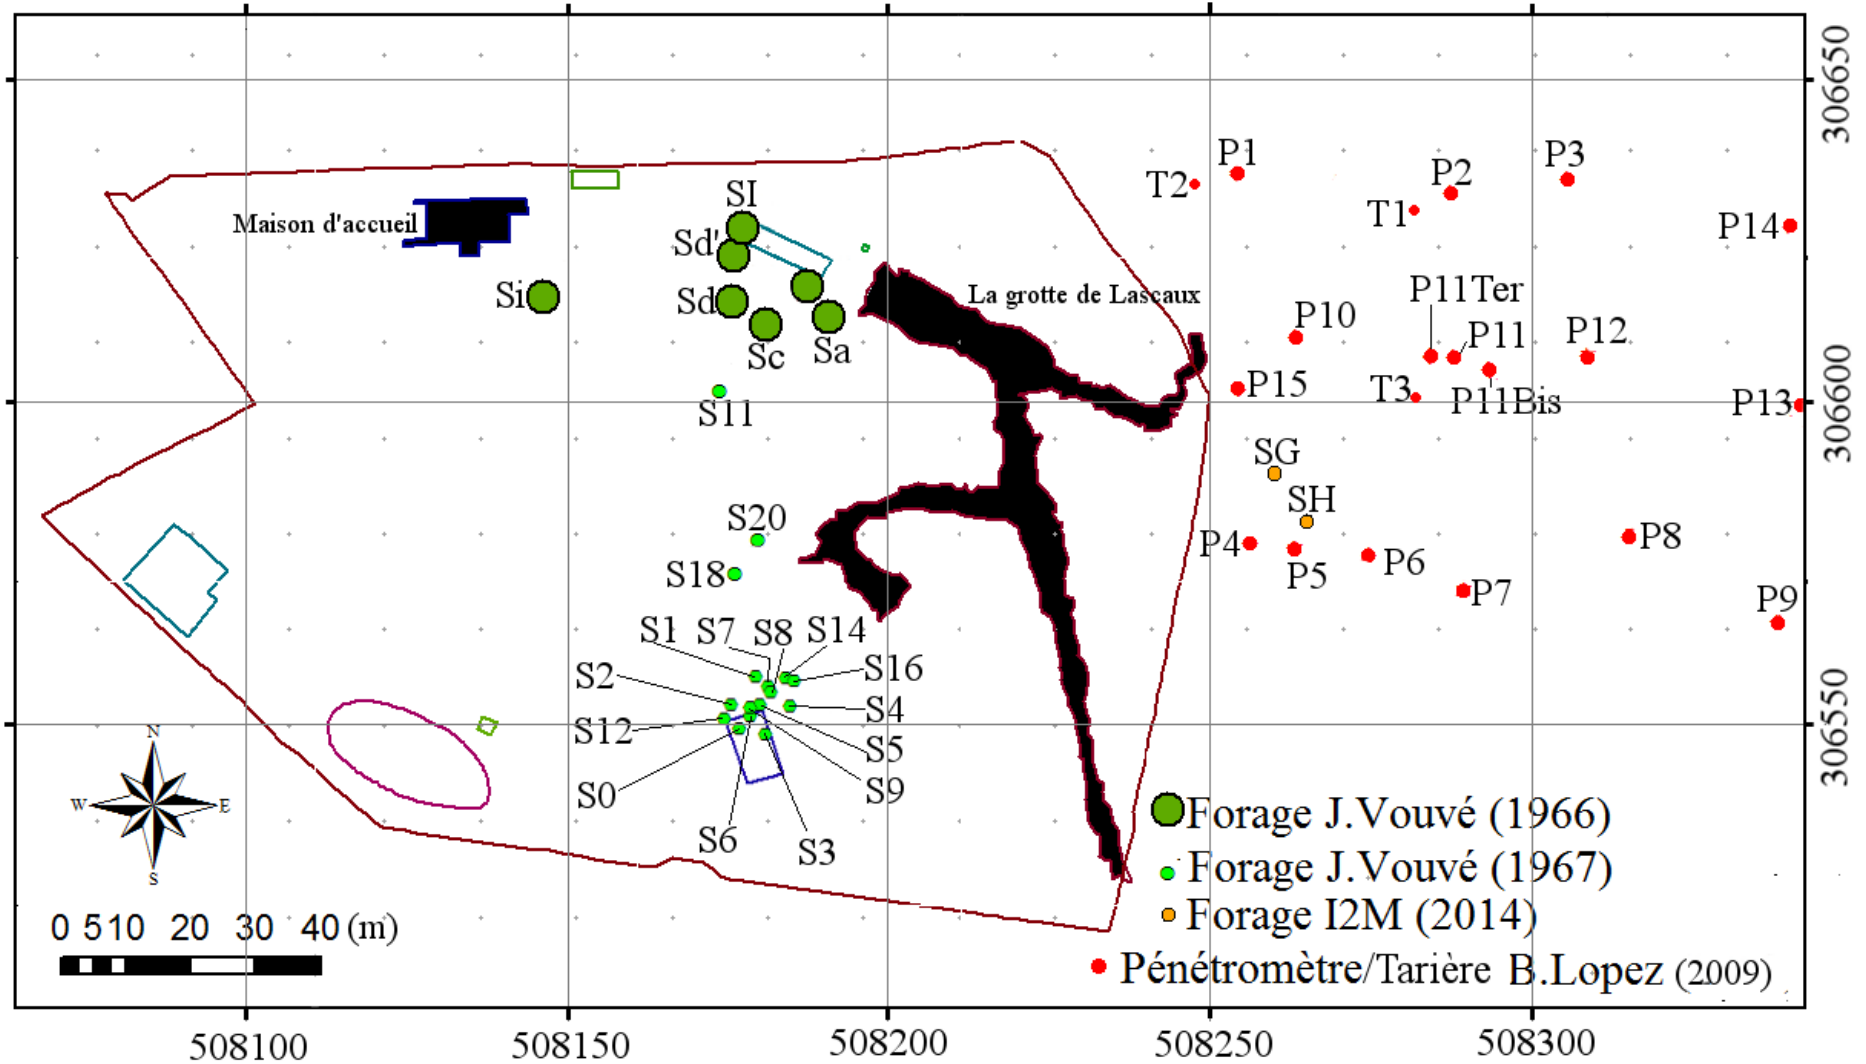 306650
P1
P2
P3
T2
T1
SI
Maison d'accueil
Sd'
P14
Si
Sd
La grotte de Lascaux
P11Ter
P10
P11
P12
Sc
Sa
P15
T3
P11Bis
P13
306600
S11
SG
SH
S20
P4
P8
S18
P5
P6
P7
P9
S1
S7
S8
S14
S2
S16
S4
S12
S5
306550
N
S0
S9
W
E
S6
S3
S
Forage J.Vouvé (1966)
Forage J.Vouvé (1967)
Forage I2M (2014)
Pénétromètre/Tarière B.Lopez (2009)
0 5 10 20 30 40 (m)
508100
508150
508200
508250
508300